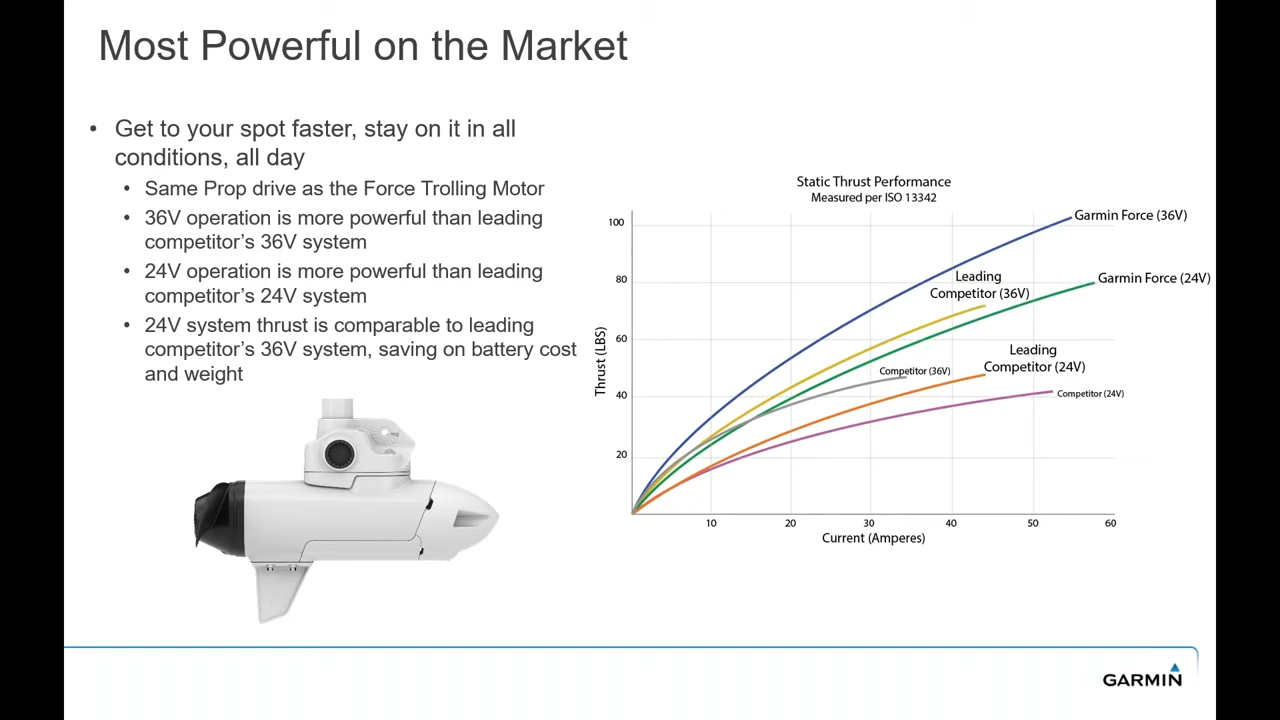 Most Powerful on the Market
• Get to your spot faster, stay on it in all
conditions, all day
• Same Prop drive as the Force Trolling Motor
• 36V operation is more powerful than leading
competitor’s 36V system
• 24V operation is more powerful than leading
competitor’s 24V system
• 24V system thrust is comparable to leading
competitor’s 36V system, saving on battery cost
and weight
Static Thrust Performance
Measured per ISO 13342
Thrust (LBS)
100
80
60
40
20
Garmin Force (36V)
Leading
Competitor (36V)
Garmin Force (24V)
Leading
Competitor (24V)
Competitor (36V)
Competitor (24V)
10 20 30 40 50 60
Current (Amperes)
GARMIN